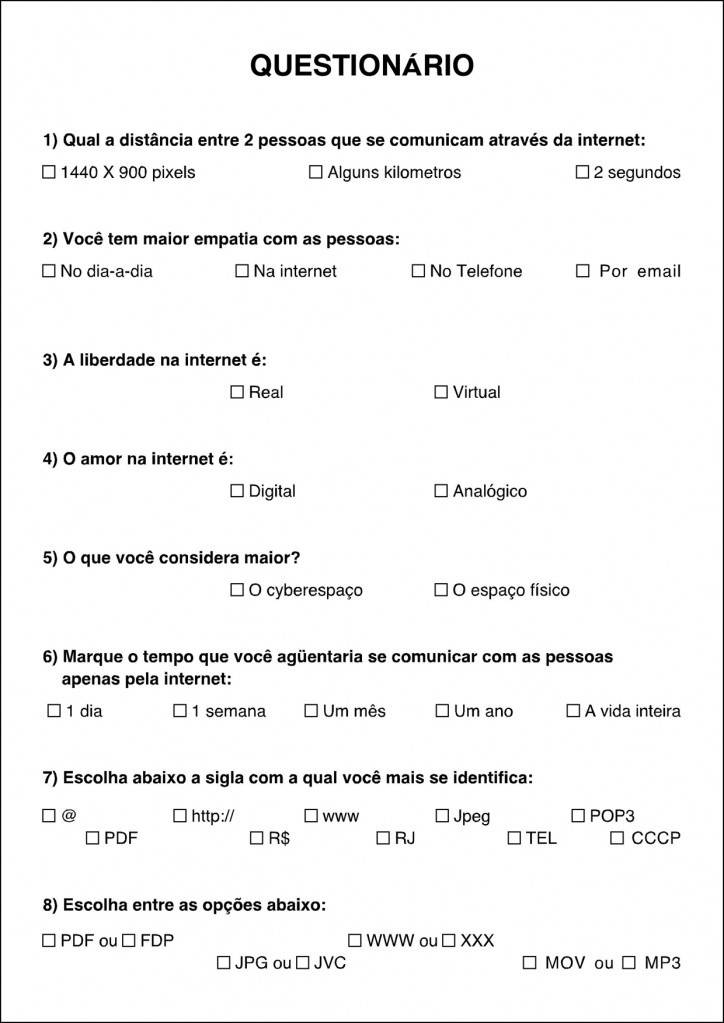 QUESTIONÁRIO
1) Qual a distância entre 2 pessoas que se comunicam através da internet:
☐ 1440 X 900 pixels ☐ Alguns kilometros ☐ 2 segundos
2) Você tem maior empatia com as pessoas:
☐ No dia-a-dia ☐ Na internet ☐ No Telefone ☐ Por email
3) A liberdade na internet é:
☐ Real ☐ Virtual
4) O amor na internet é:
☐ Digital ☐ Analógico
5) O que você considera maior?
☐ O cyberespaço ☐ O espaço físico
6) Marque o tempo que você agüentaria se comunicar com as pessoas
apenas pela internet:
☐ 1 dia ☐ 1 semana ☐ Um mês ☐ Um ano ☐ A vida inteira
7) Escolha abaixo a sigla com a qual você mais se identifica:
☐ @ ☐ http:// ☐ www ☐ Jpeg ☐ POP3
☐ PDF ☐ R$ ☐ RJ ☐ TEL ☐ CCCP
8) Escolha entre as opções abaixo:
☐ PDF ou ☐ FDP ☐ WWW ou ☐ XXX
☐ JPG ou ☐ JVC ☐ MOV ou ☐ MP3